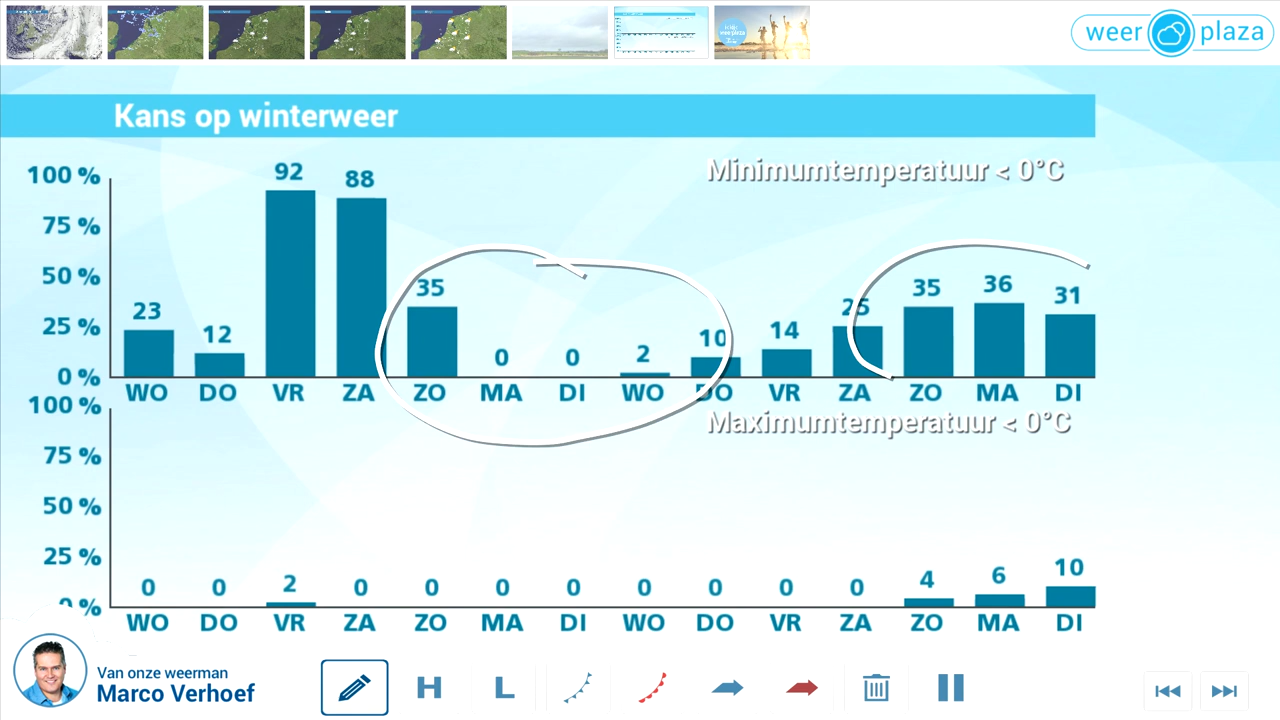 weer plaza
Kans op winterweer
Minimumtemperatuur < 0°C
100 %
75 %
50 %
25 %
0 %
23 12 92 88 35 0 0 2 10 14 25 35 36 31
WO DO VR ZA ZO MA DI WO DO VR ZA ZO MA DI
Maximumtemperatuur < 0°C
100 %
75 %
50 %
25 %
0 %
0 0 2 0 0 0 0 0 0 0 0 4 6 10
WO DO VR ZA ZO MA DI WO DO VR ZA ZO MA DI
Van onze weerman
Marco Verhoef
H L